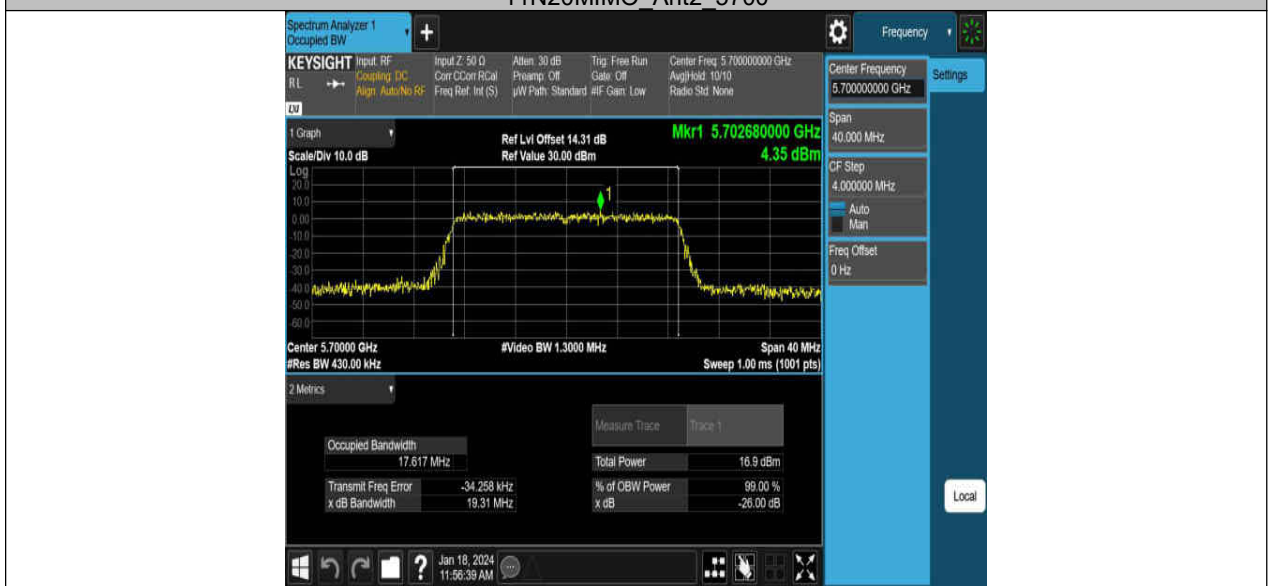 11N20MIMO_Ant2_5700
Spectrum Analyzer 1
Occupied BW
+
Frequency
KEYSIGHT
RL
LXI
Input: RF
Coupling: DC
Align: Auto/No RF
Input Z: 50 Ω
Corr CCorr RCal
Freq Ref: Int (S)
Atten: 30 dB
Preamp: Off
µW Path: Standard
Trig: Free Run
Gate: Off
#IF Gain: Low
Center Freq: 5.700000000 GHz
Avg|Hold: 10/10
Radio Std: None
Center Frequency
5.700000000 GHz
Settings
Span
40.000 MHz
CF Step
4.000000 MHz
Auto
Man
Freq Offset
0 Hz
Local
1 Graph
Scale/Div 10.0 dB
Ref Lvl Offset 14.31 dB
Ref Value 30.00 dBm
Mkr1 5.702680000 GHz
4.35 dBm
Log
20.0
10.0
0.00
-10.0
-20.0
-30.0
-40.0
-50.0
-60.0
1
Center 5.70000 GHz
#Res BW 430.00 kHz
#Video BW 1.3000 MHz
Span 40 MHz
Sweep 1.00 ms (1001 pts)
2 Metrics
Measure Trace Trace 1
Occupied Bandwidth
17.617 MHz
Total Power 16.9 dBm
Transmit Freq Error -34.258 kHz
% of OBW Power 99.00 %
x dB Bandwidth 19.31 MHz
x dB -26.00 dB
?
Jan 18, 2024
11:56:39 AM